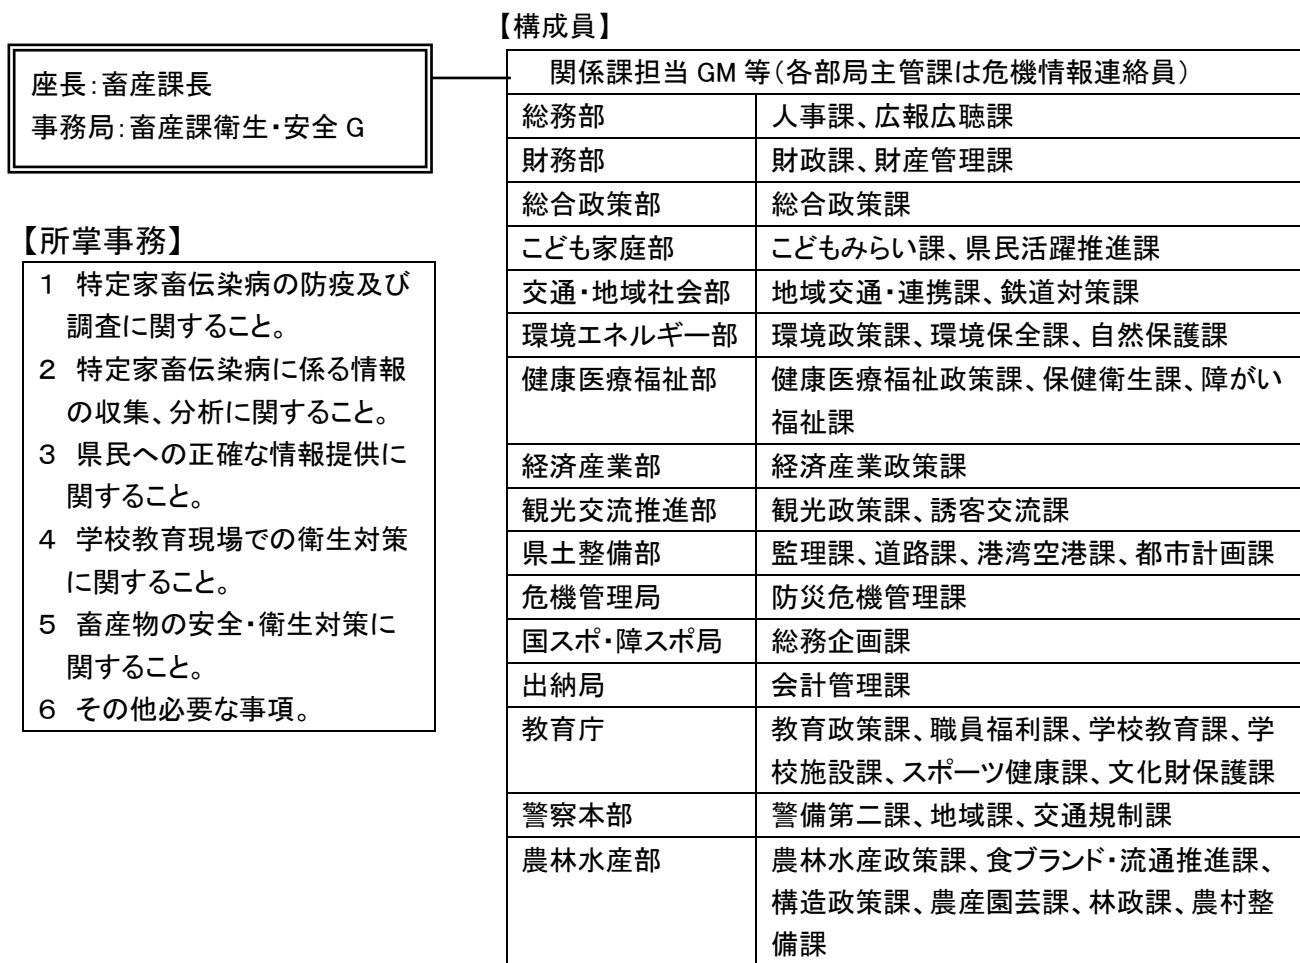 座長：畜産課長
事務局：畜産課衛生・安全 G
【所掌事務】
１　特定家畜伝染病の防疫及び
調査に関すること。
２　特定家畜伝染病に係る情報
の収集、分析に関すること。
３　県民への正確な情報提供に
関すること。
４　学校教育現場での衛生対策
に関すること。
５　畜産物の安全・衛生対策に
関すること。
６　その他必要な事項。
【構成員】
関係課担当 GM 等（各部局主管課は危機情報連絡員）
総務部　人事課、広報広聴課
財務部　財政課、財産管理課
総合政策部　総合政策課
こども家庭部　こどもみらい課、県民活躍推進課
交通・地域社会部　地域交通・連携課、鉄道対策課
環境エネルギー部　環境政策課、環境保全課、自然保護課
健康医療福祉部　健康医療福祉政策課、保健衛生課、障がい
福祉課
経済産業部　経済産業政策課
観光交流推進部　観光政策課、誘客交流課
県土整備部　監理課、道路課、港湾空港課、都市計画課
危機管理局　防災危機管理課
国スポ・障スポ局　総務企画課
出納局　会計管理課
教育庁　教育政策課、職員福利課、学校教育課、学
校施設課、スポーツ健康課、文化財保護課
警察本部　警備第二課、地域課、交通規制課
農林水産部　農林水産政策課、食ブランド・流通推進課、
構造政策課、農産園芸課、林政課、農村整
備課